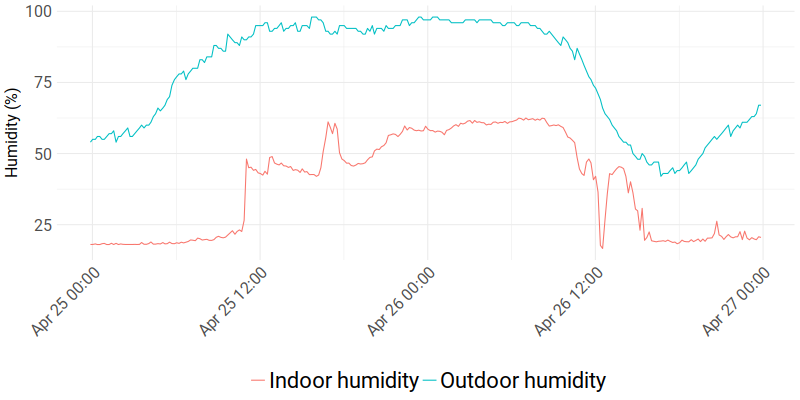 Humidity (%)
100
75
50
25
Apr 25 00:00
Apr 25 12:00
Apr 26 00:00
Apr 26 12:00
Apr 27 00:00
Indoor humidity Outdoor humidity